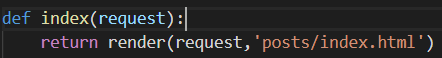 def index(request):
    return render(request,'posts/index.html')